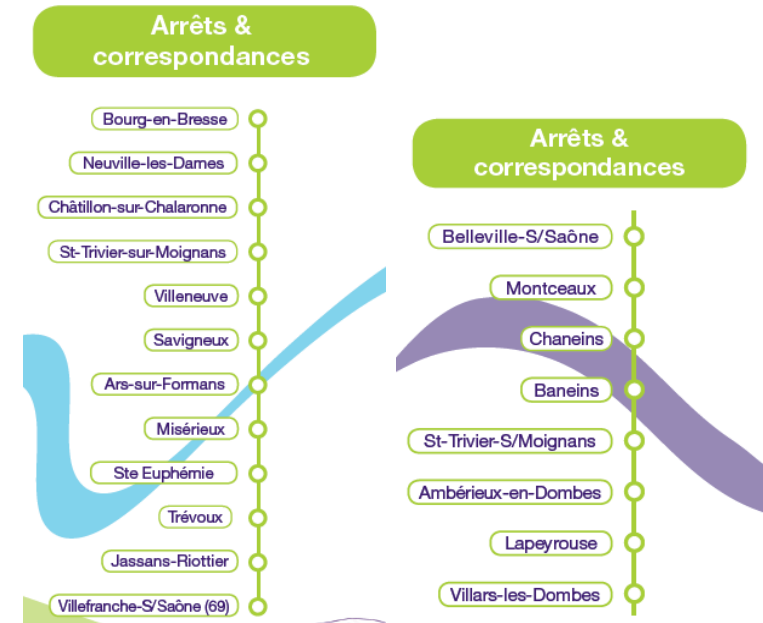 Arrêts &
correspondances
Bourg-en-Bresse
Neuville-les-Dames
Châtillon-sur-Chalaronne
St-Trivier-sur-Moignans
Villeneuve
Savigneux
Ars-sur-Formans
Misérieux
Ste Euphémie
Trévoux
Jassans-Riottier
Villefranche-S/Saône (69)
Arrêts &
correspondances
Belleville-S/Saône
Montceaux
Chaneins
Baneins
St-Trivier-S/Moignans
Ambérieux-en-Dombes
Lapeyrouse
Villars-les-Dombes